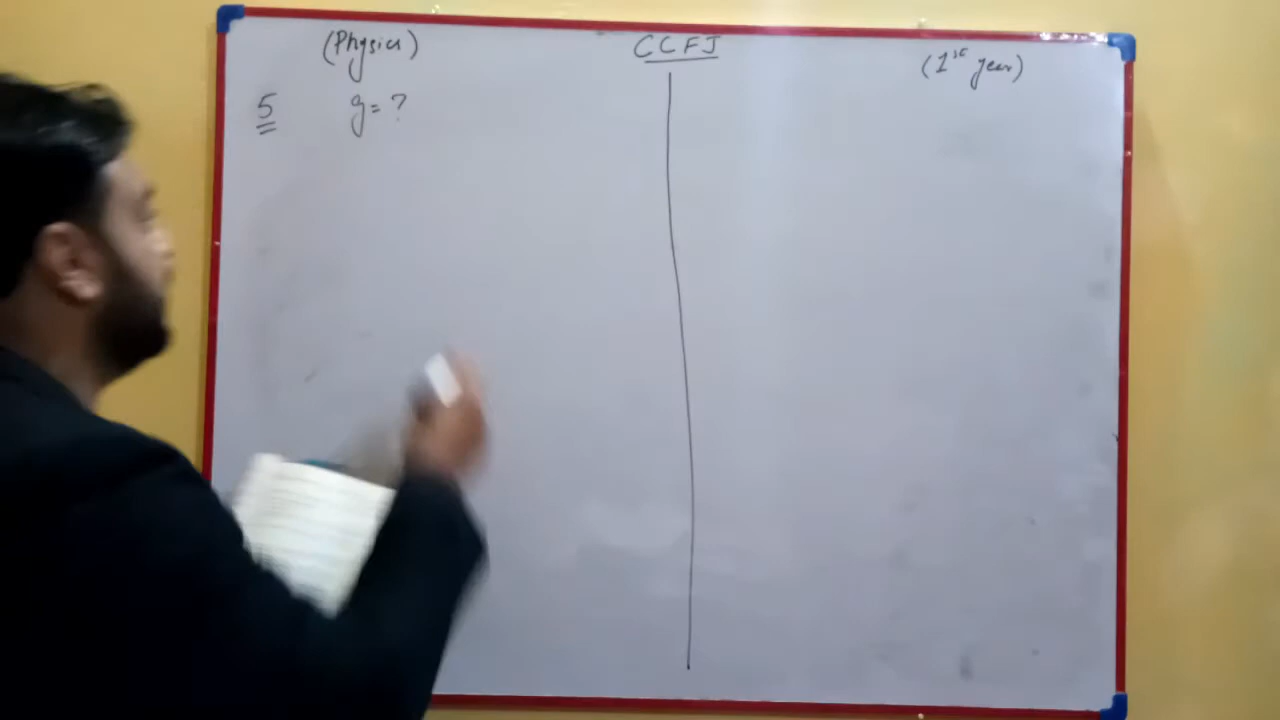 (Physics) CCFJ (1st year)
5 g = ?